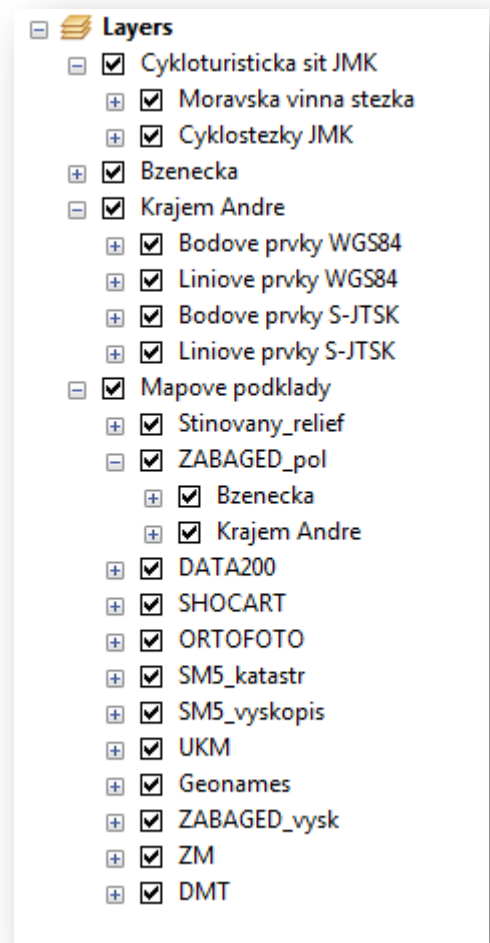 Layers
Cykloturisticka sit JMK
Moravska vinna stezka
Cyklostezky JMK
Bzenecka
Krajem Andre
Bodove prvky WGS84
Liniove prvky WGS84
Bodove prvky S-JTSK
Liniove prvky S-JTSK
Mapove podklady
Stinovany_relief
ZABAGED_pol
Bzenecka
Krajem Andre
DATA200
SHOCART
ORTOFOTO
SM5_katastr
SM5_vyskopis
UKM
Geonames
ZABAGED_vysk
ZM
DMT